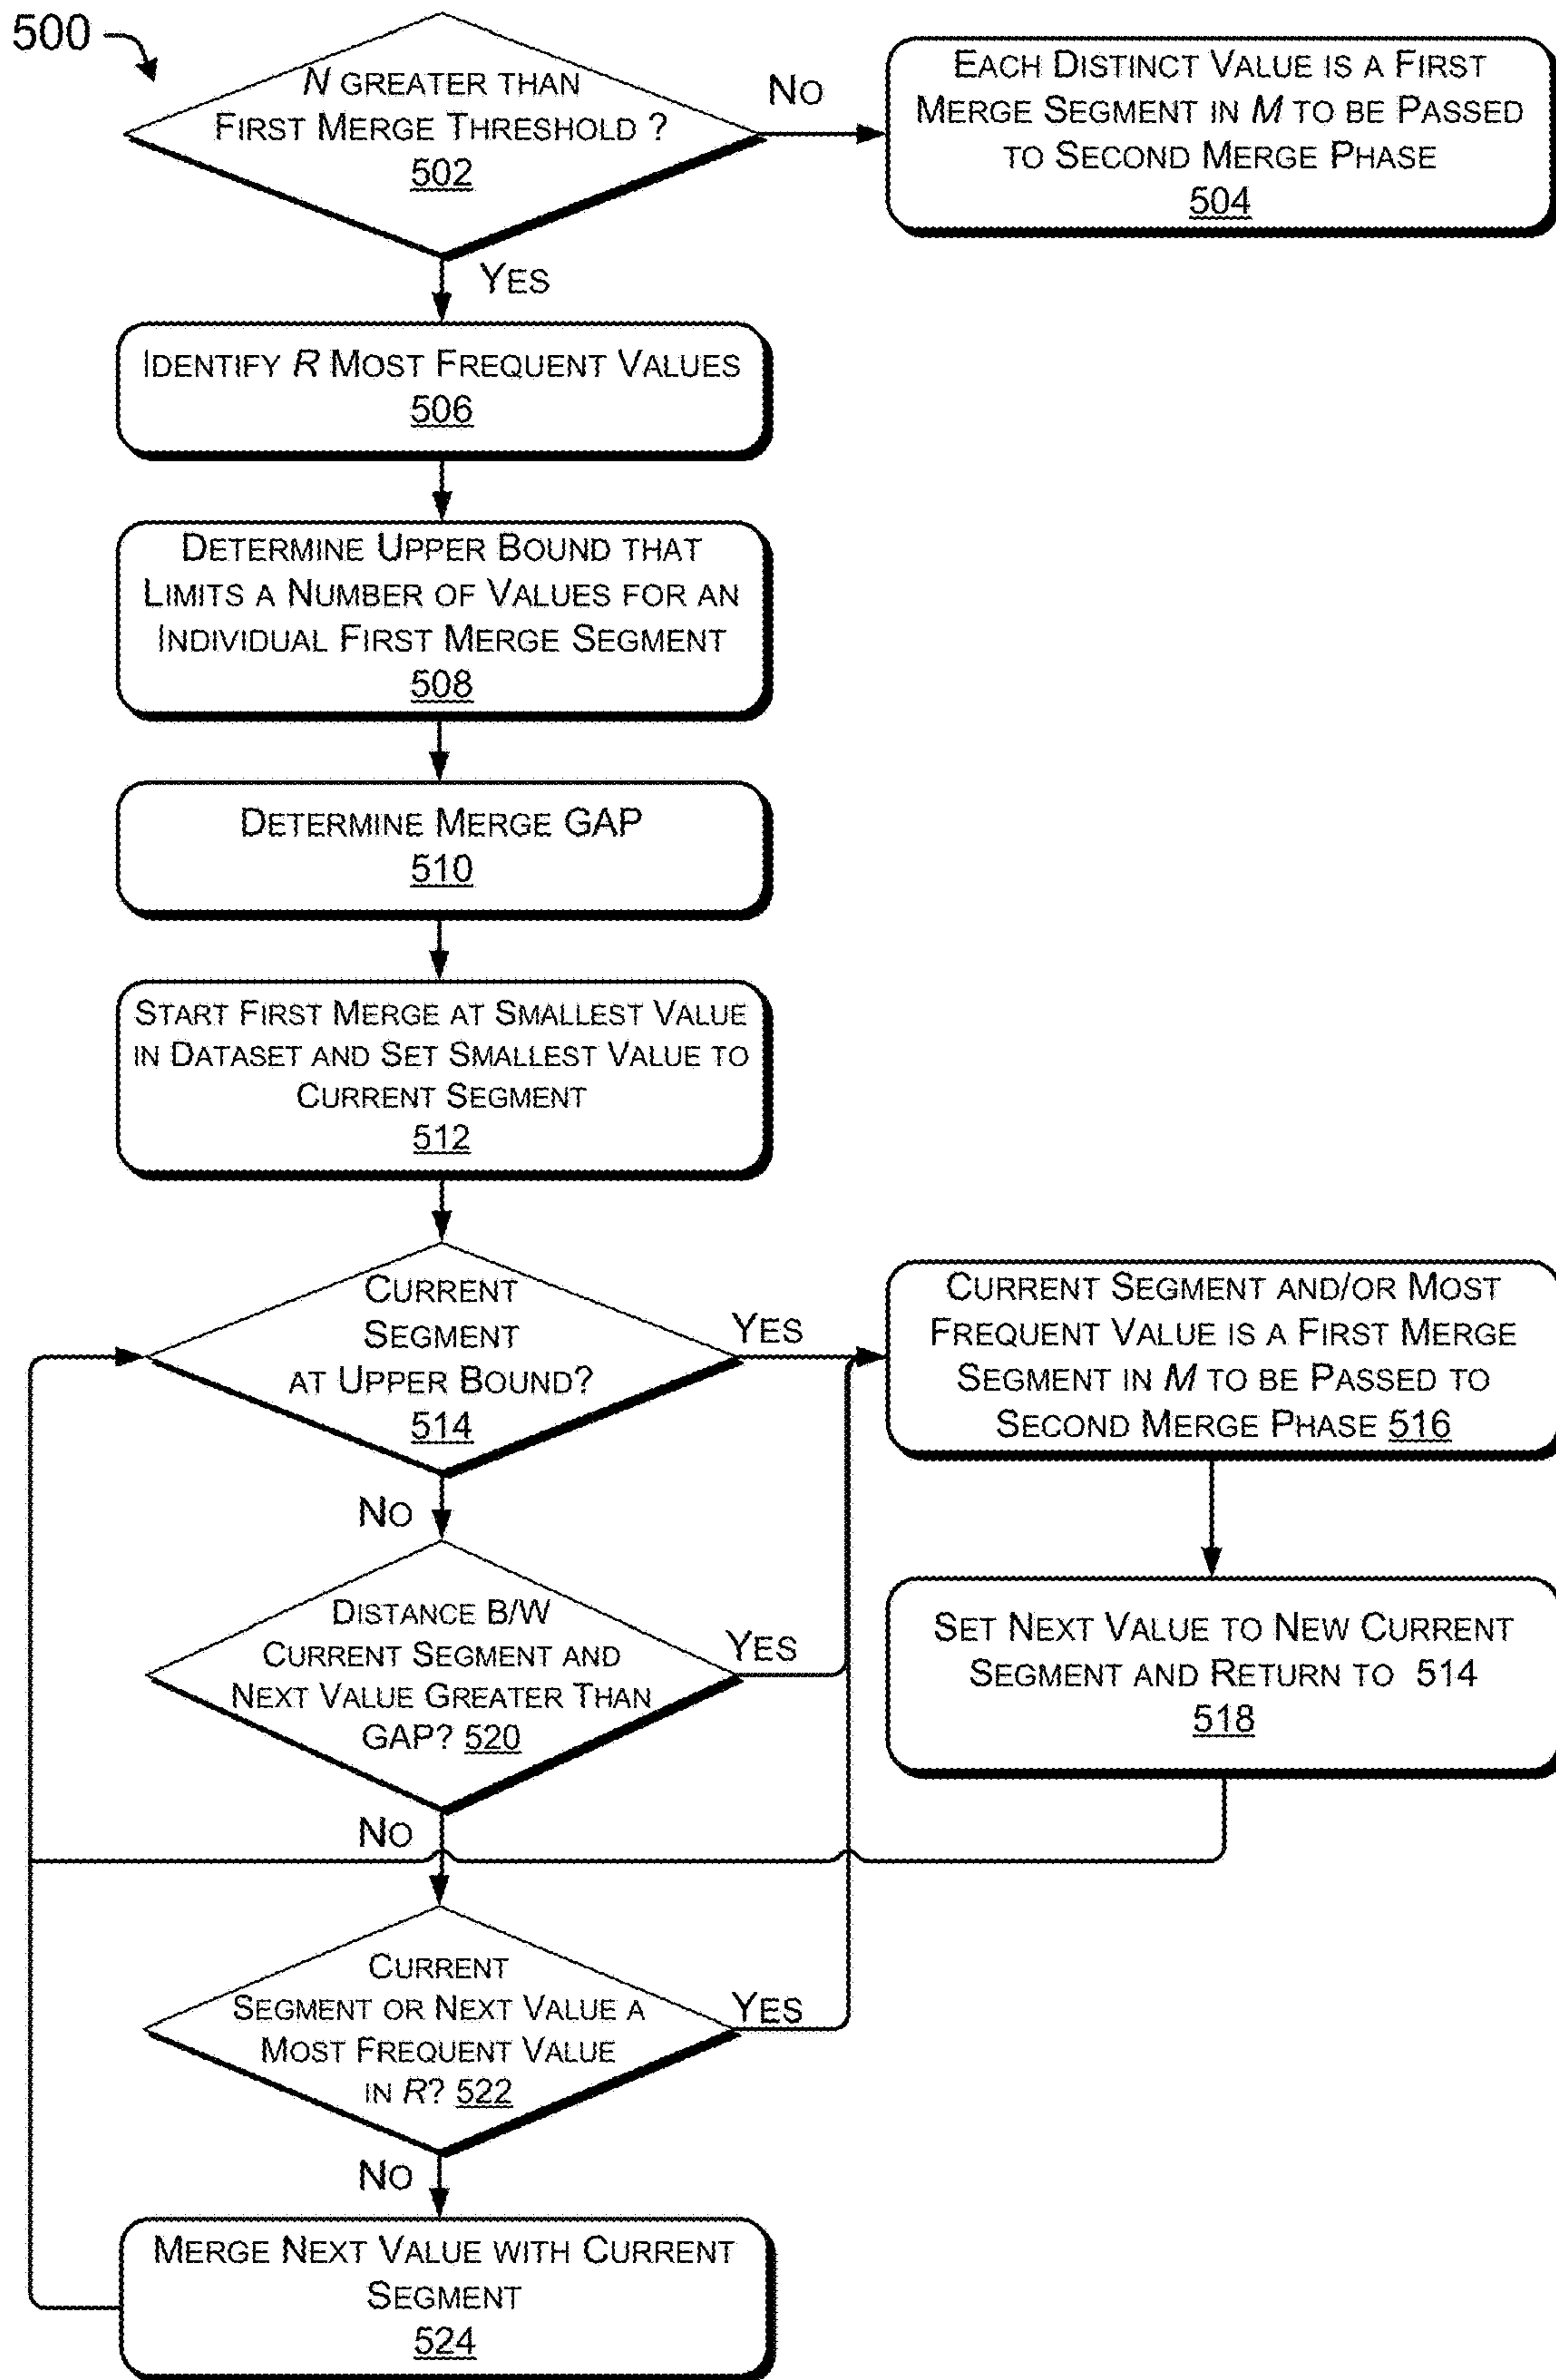 500
N GREATER THAN
FIRST MERGE THRESHOLD ?
502
NO
EACH DISTINCT VALUE IS A FIRST
MERGE SEGMENT IN M TO BE PASSED
TO SECOND MERGE PHASE
504
YES
IDENTIFY R MOST FREQUENT VALUES
506
DETERMINE UPPER BOUND THAT
LIMITS A NUMBER OF VALUES FOR AN
INDIVIDUAL FIRST MERGE SEGMENT
508
DETERMINE MERGE GAP
510
START FIRST MERGE AT SMALLEST VALUE
IN DATASET AND SET SMALLEST VALUE TO
CURRENT SEGMENT
512
CURRENT
SEGMENT
AT UPPER BOUND?
514
YES
CURRENT SEGMENT AND/OR MOST
FREQUENT VALUE IS A FIRST MERGE
SEGMENT IN M TO BE PASSED TO
SECOND MERGE PHASE 516
NO
DISTANCE B/W
CURRENT SEGMENT AND
NEXT VALUE GREATER THAN
GAP? 520
YES
SET NEXT VALUE TO NEW CURRENT
SEGMENT AND RETURN TO 514
518
NO
CURRENT
SEGMENT OR NEXT VALUE A
MOST FREQUENT VALUE
IN R? 522
YES
NO
MERGE NEXT VALUE WITH CURRENT
SEGMENT
524